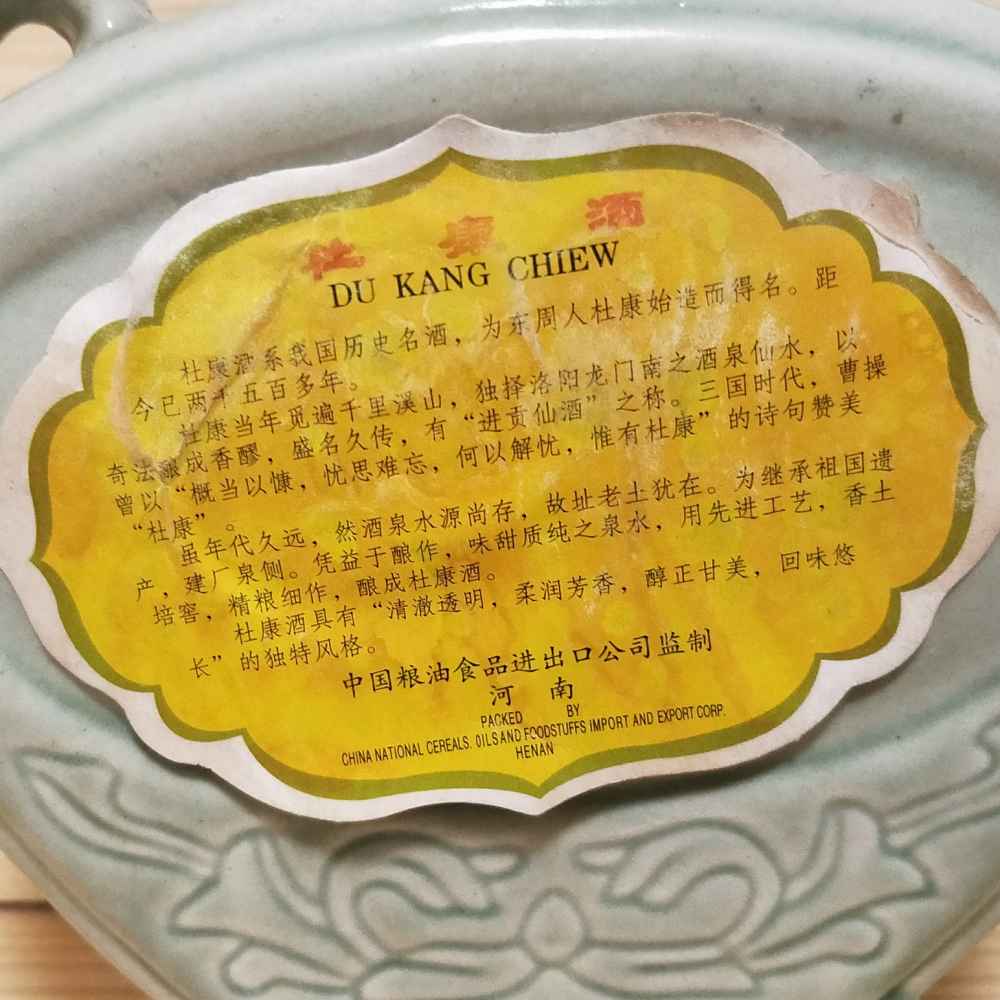 杜康酒
DU KANG CHIEW
杜康酒系我国历史名酒，为东周人杜康始造而得名。距
今已两千五百多年。
杜康当年觅遍千里溪山，独择洛阳龙门南之酒泉仙水，以
奇法酿成香醪，盛名久传，有“进贡仙酒”之称。三国时代，曹操
曾以“概当以慷，忧思难忘，何以解忧，惟有杜康”的诗句赞美
“杜康”。
虽年代久远，然酒泉水源尚存，故址老土犹在。为继承祖国遗
产，建厂泉侧。凭益于酿作，味甜质纯之泉水，用先进工艺，香土
培窖，精粮细作，酿成杜康酒。
杜康酒具有“清澈透明，柔润芳香，醇正甘美，回味悠
长”的独特风格。
中国粮油食品进出口公司监制
河南
PACKED BY
CHINA NATIONAL CEREALS. OILS AND FOODSTUFFS IMPORT AND EXPORT CORP.
HENAN